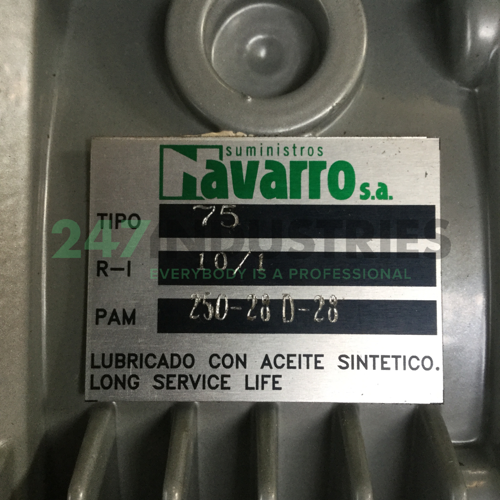 suministros
Navarro s.a.
TIPO 75
247 INDUSTRIES
R-I 10/1
EVERYBODY IS A PROFESSIONAL
PAM 250-28 D-28
LUBRICADO CON ACEITE SINTETICO.
LONG SERVICE LIFE